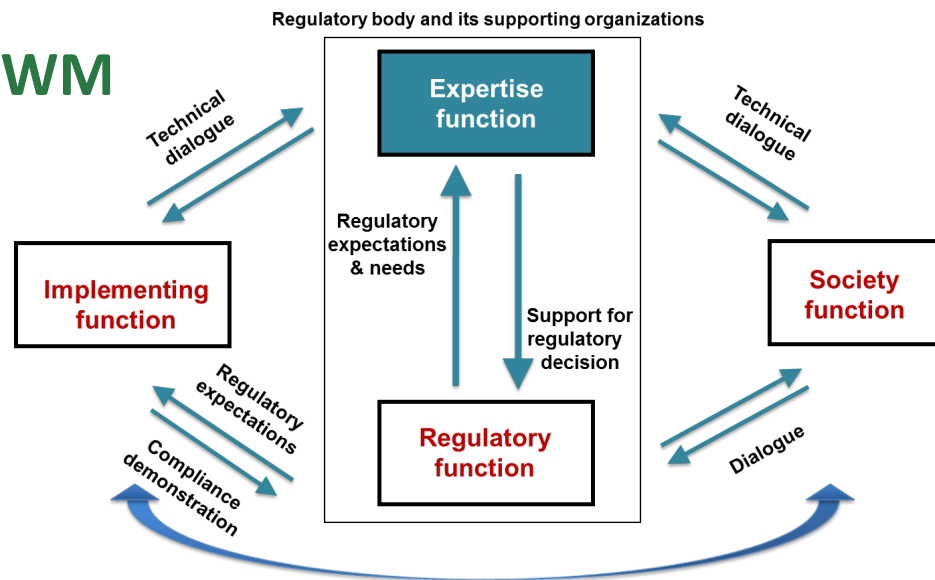 Regulatory body and its supporting organizations
WM
Expertise
function
Technical
dialogue
Technical
dialogue
Regulatory
expectations
& needs
Implementing
function
Society
function
Support for
regulatory
decision
Regulatory
expectations
Compliance
demonstration
Regulatory
function
Dialogue